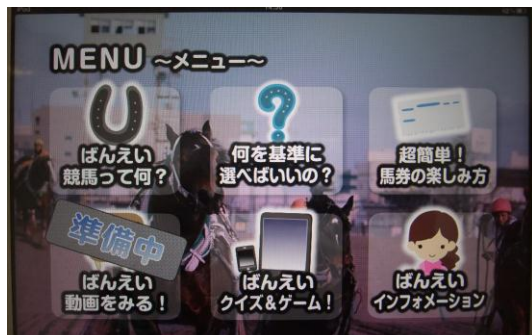 MENU ～メニュー～
ばんえい
競馬って何？
何を基準に
選べばいいの？
超簡単！
馬券の楽しみ方
準備中
ばんえい
動画をみる！
ばんえい
クイズ＆ゲーム！
ばんえい
インフォメーション